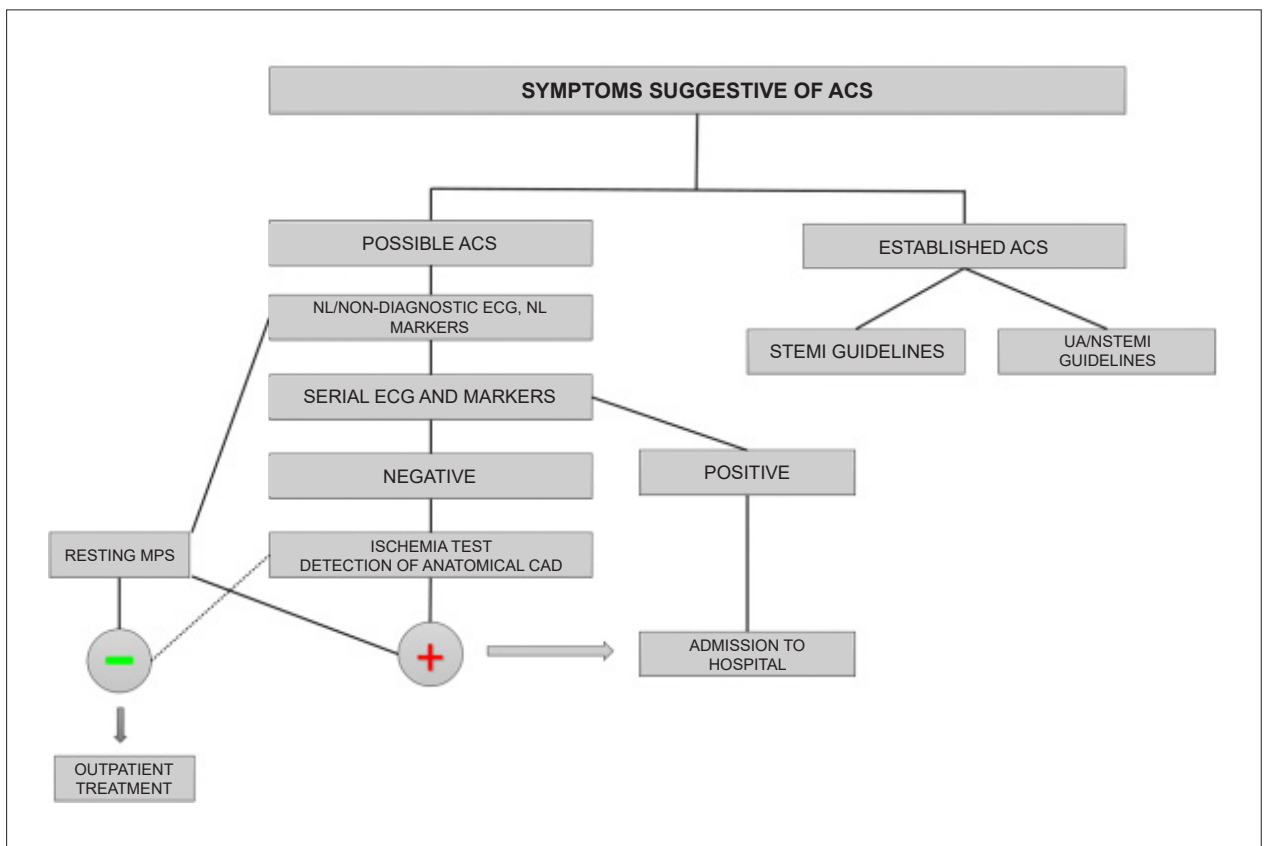 SYMPTOMS SUGGESTIVE OF ACS
POSSIBLE ACS
ESTABLISHED ACS
NL/NON-DIAGNOSTIC ECG, NL
MARKERS
STEMI GUIDELINES
UA/NSTEMI
GUIDELINES
SERIAL ECG AND MARKERS
NEGATIVE
POSITIVE
RESTING MPS
ISCHEMIA TEST
DETECTION OF ANATOMICAL CAD
−
+
ADMISSION TO
HOSPITAL
OUTPATIENT
TREATMENT